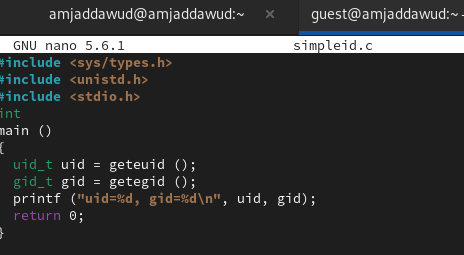 amjaddawud@amjaddawud:~ × guest@amjaddawud:~
GNU nano 5.6.1 simpleid.c
#include <sys/types.h>
#include <unistd.h>
#include <stdio.h>
int
main ()
{
uid_t uid = geteuid ();
gid_t gid = getegid ();
printf ("uid=%d, gid=%d\n", uid, gid);
return 0;
}